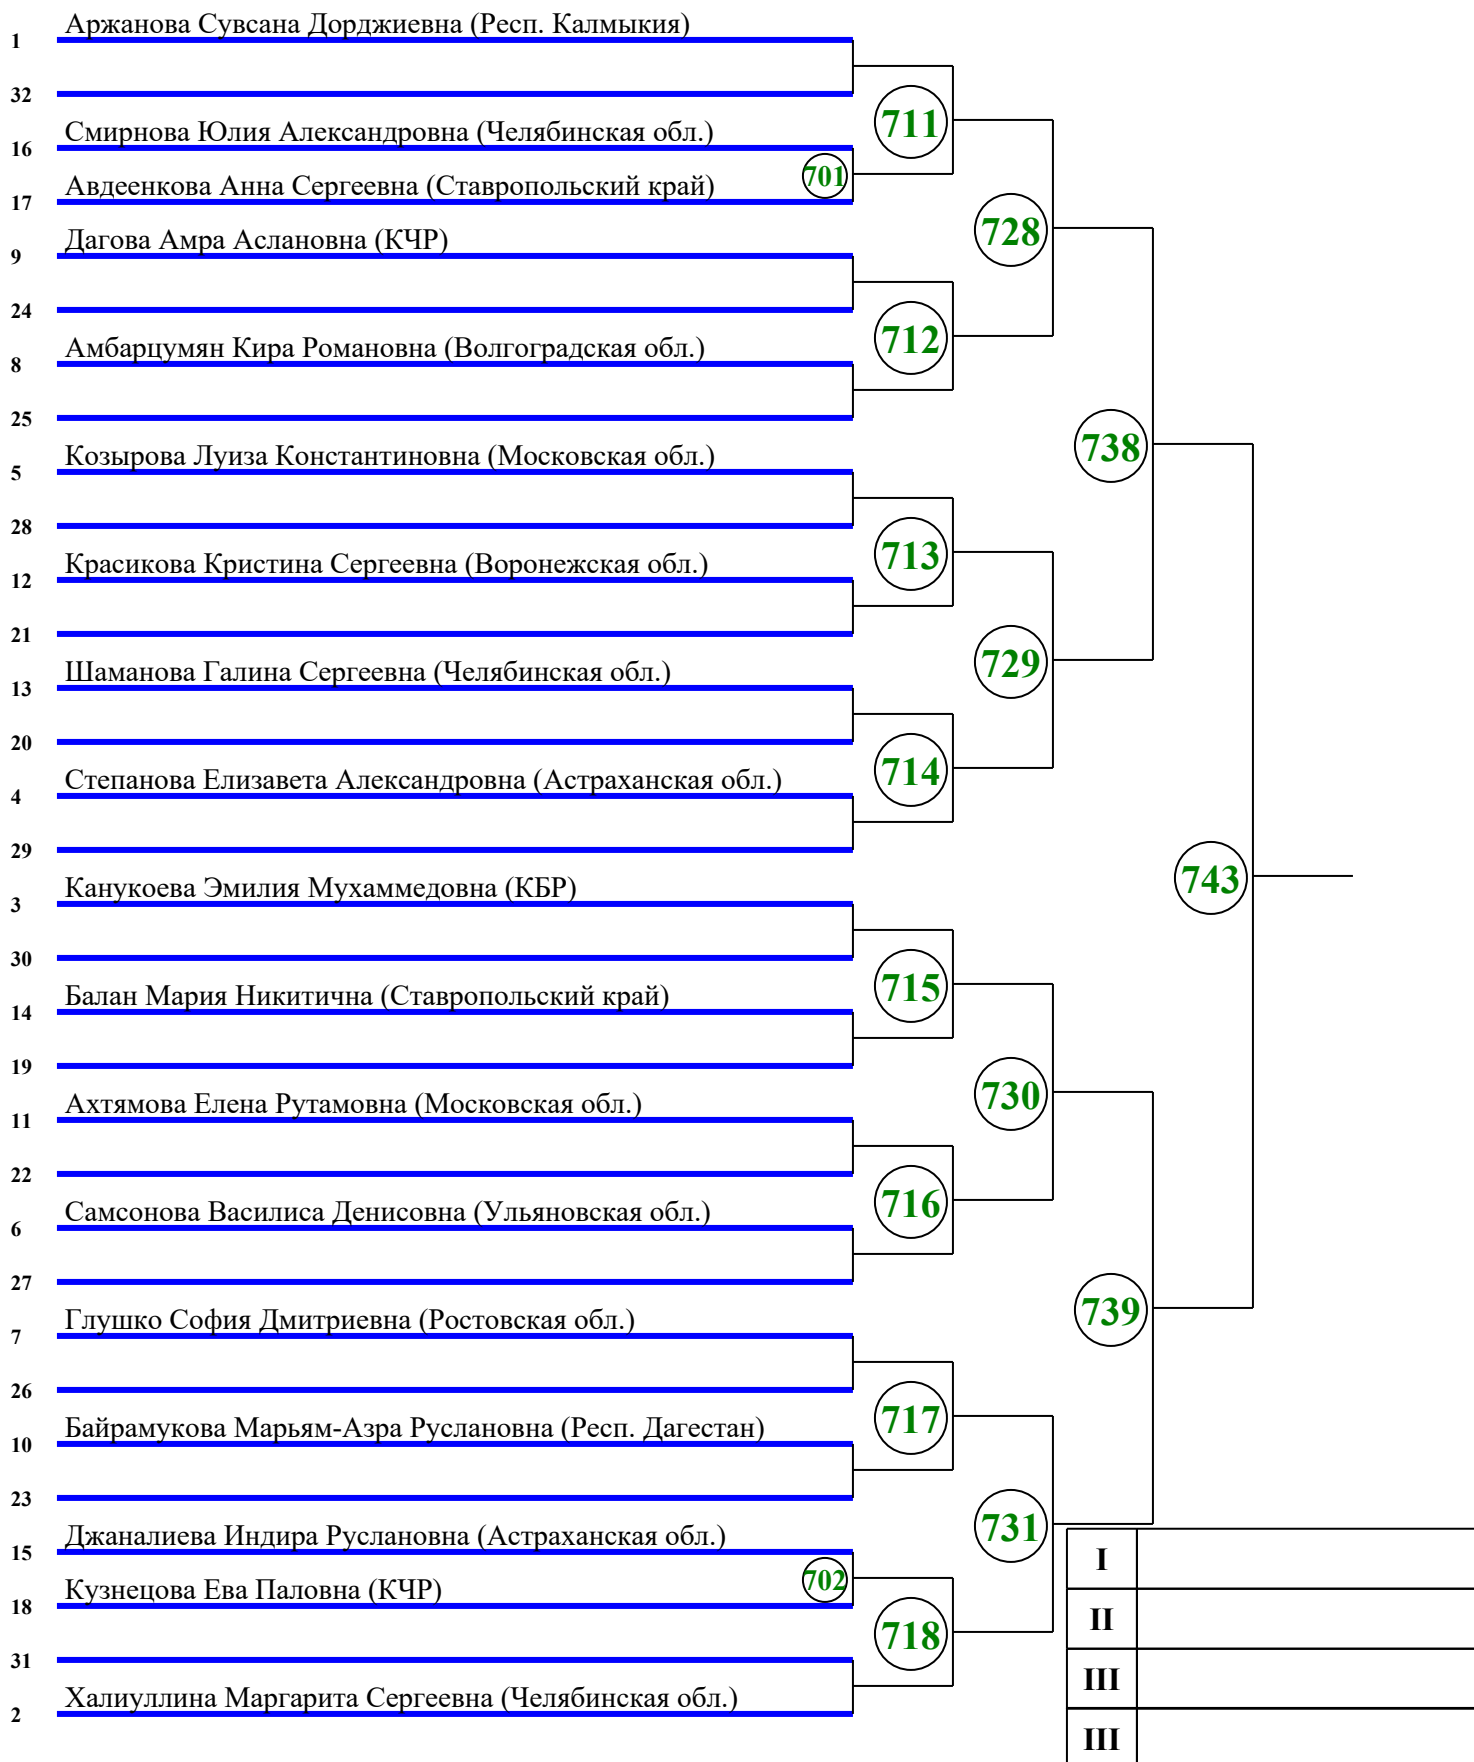 Аржанова Сувсана Дорджиевна (Респ. Калмыкия)
1
32
711
Смирнова Юлия Александровна (Челябинская обл.)
16
701
Авдеенкова Анна Сергеевна (Ставропольский край)
17
728
Дагова Амра Аслановна (КЧР)
9
24
712
Амбарцумян Кира Романовна (Волгоградская обл.)
8
25
738
Козырова Луиза Константиновна (Московская обл.)
5
28
713
Красикова Кристина Сергеевна (Воронежская обл.)
12
21
729
Шаманова Галина Сергеевна (Челябинская обл.)
13
20
714
Степанова Елизавета Александровна (Астраханская обл.)
4
29
743
Канукоева Эмилия Мухаммедовна (КБР)
3
30
715
Балан Мария Никитична (Ставропольский край)
14
19
730
Ахтямова Елена Рутамовна (Московская обл.)
11
22
716
Самсонова Василиса Денисовна (Ульяновская обл.)
6
27
739
Глушко София Дмитриевна (Ростовская обл.)
7
26
717
Байрамукова Марьям-Азра Руслановна (Респ. Дагестан)
10
23
731
Джаналиева Индира Руслановна (Астраханская обл.)
15
I
702
Кузнецова Ева Паловна (КЧР)
18
II
718
31
III
Халиуллина Маргарита Сергеевна (Челябинская обл.)
2
III